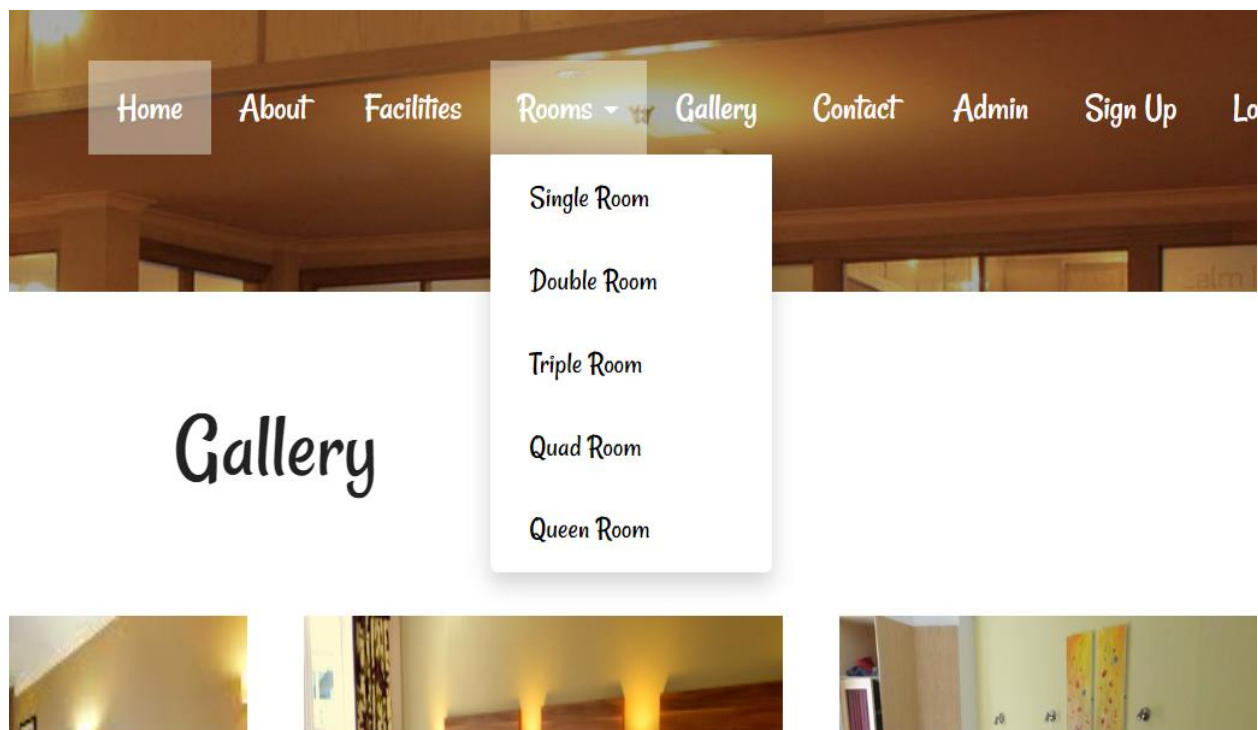 Home About Facilities Rooms Gallery Contact Admin Sign Up
Single Room
Double Room
Triple Room
Quad Room
Queen Room
Gallery